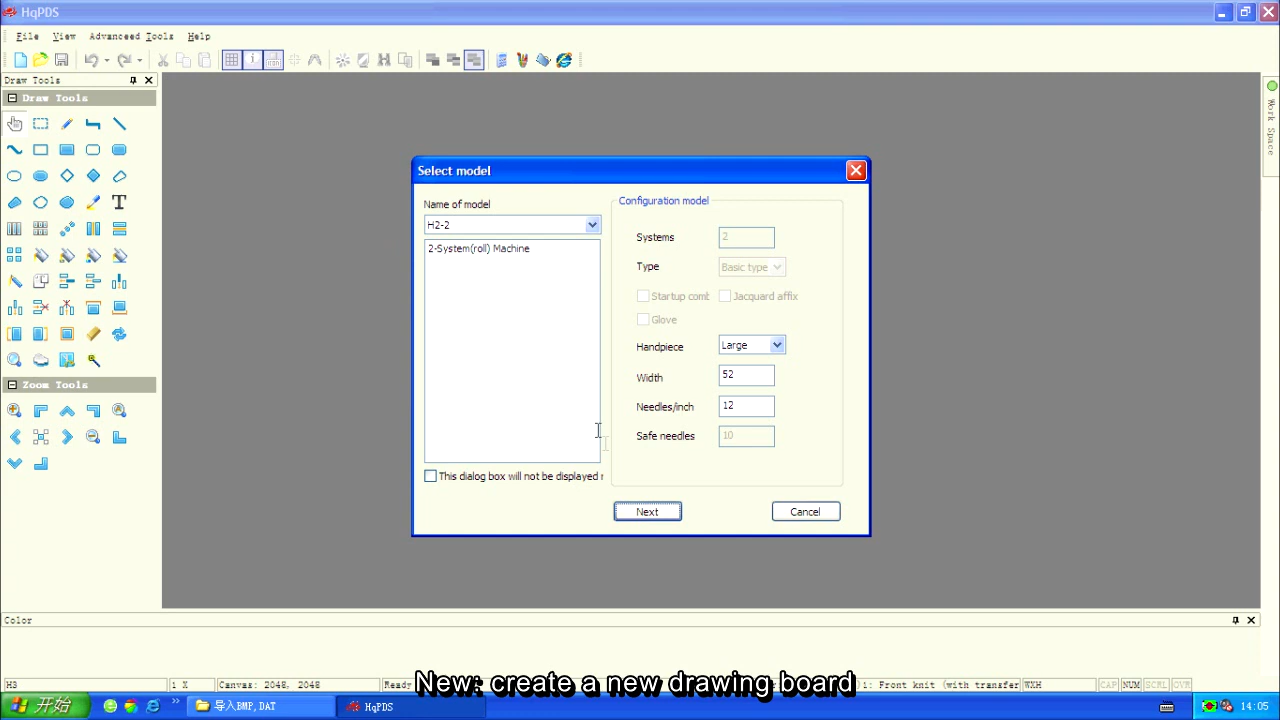 HqPDS
File View Advanceed Tools Help
Draw Tools
Draw Tools
Zoom Tools
Work Space
Select model
Name of model
H2-2
2-System(roll) Machine
This dialog box will not be displayed
Configuration model
Systems 2
Type Basic type
Startup comb Jacquard affix
Glove
Handpiece Large
Width 52
Needles/inch 12
Safe needles 10
Next Cancel
Color
H3 1 X Canvas: 2048, 2048 Ready 1: Front knit (with transfer WXH CAP NUM SCRL OVR
New: create a new drawing board
开始 导入BMP,DAT HqPDS 14:05